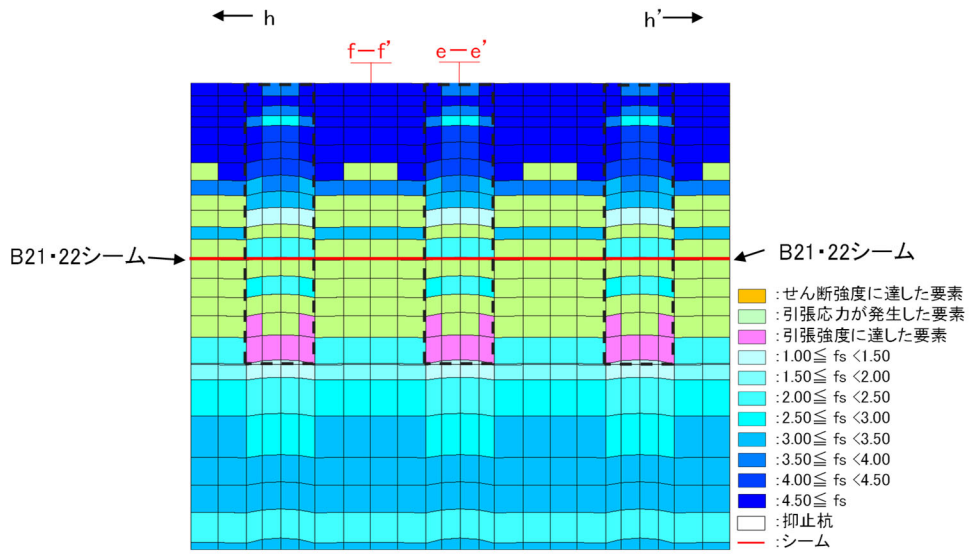 h
h'
f－f'
e－e'
B21・22シーム
B21・22シーム
:せん断強度に達した要素
:引張応力が発生した要素
:引張強度に達した要素
:1.00≦ fs <1.50
:1.50≦ fs <2.00
:2.00≦ fs <2.50
:2.50≦ fs <3.00
:3.00≦ fs <3.50
:3.50≦ fs <4.00
:4.00≦ fs <4.50
:4.50≦ fs
:抑止杭
:シーム